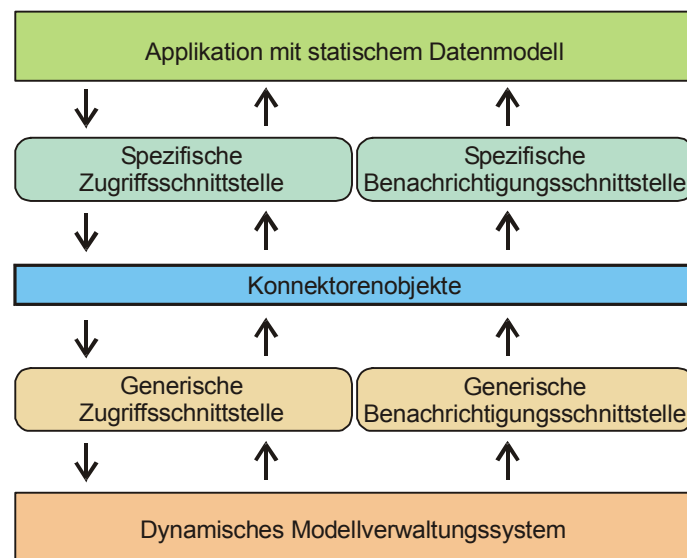 Applikation mit statischem Datenmodell
Spezifische
Zugriffsschnittstelle
Spezifische
Benachrichtigungsschnittstelle
Konnektorenobjekte
Generische
Zugriffsschnittstelle
Generische
Benachrichtigungsschnittstelle
Dynamisches Modellverwaltungssystem